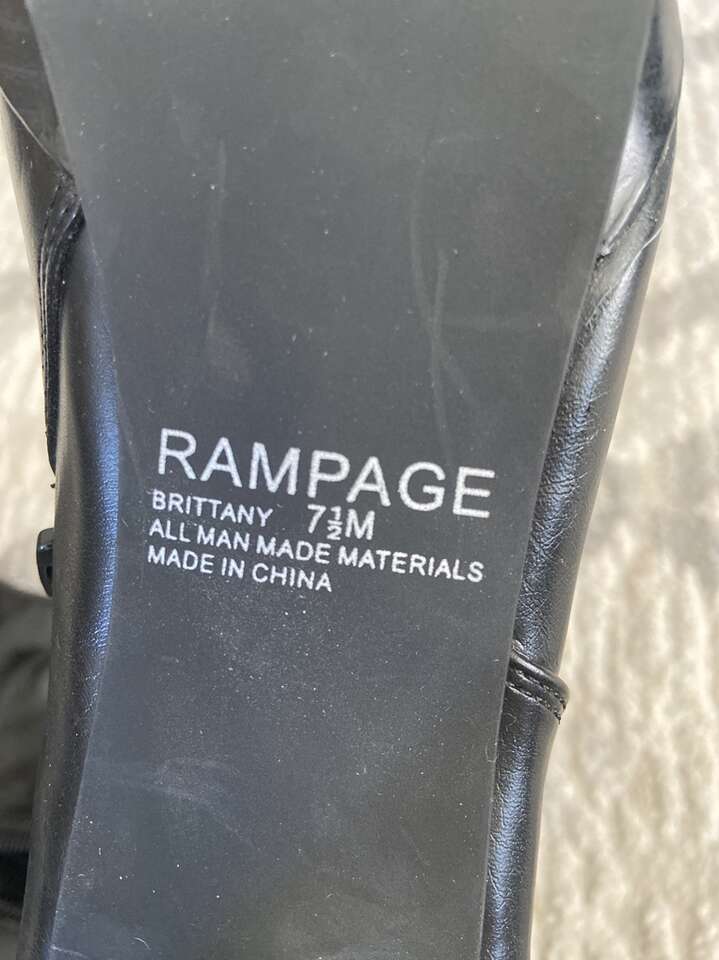 RAMPAGE
BRITTANY 7½M
ALL MAN MADE MATERIALS
MADE IN CHINA